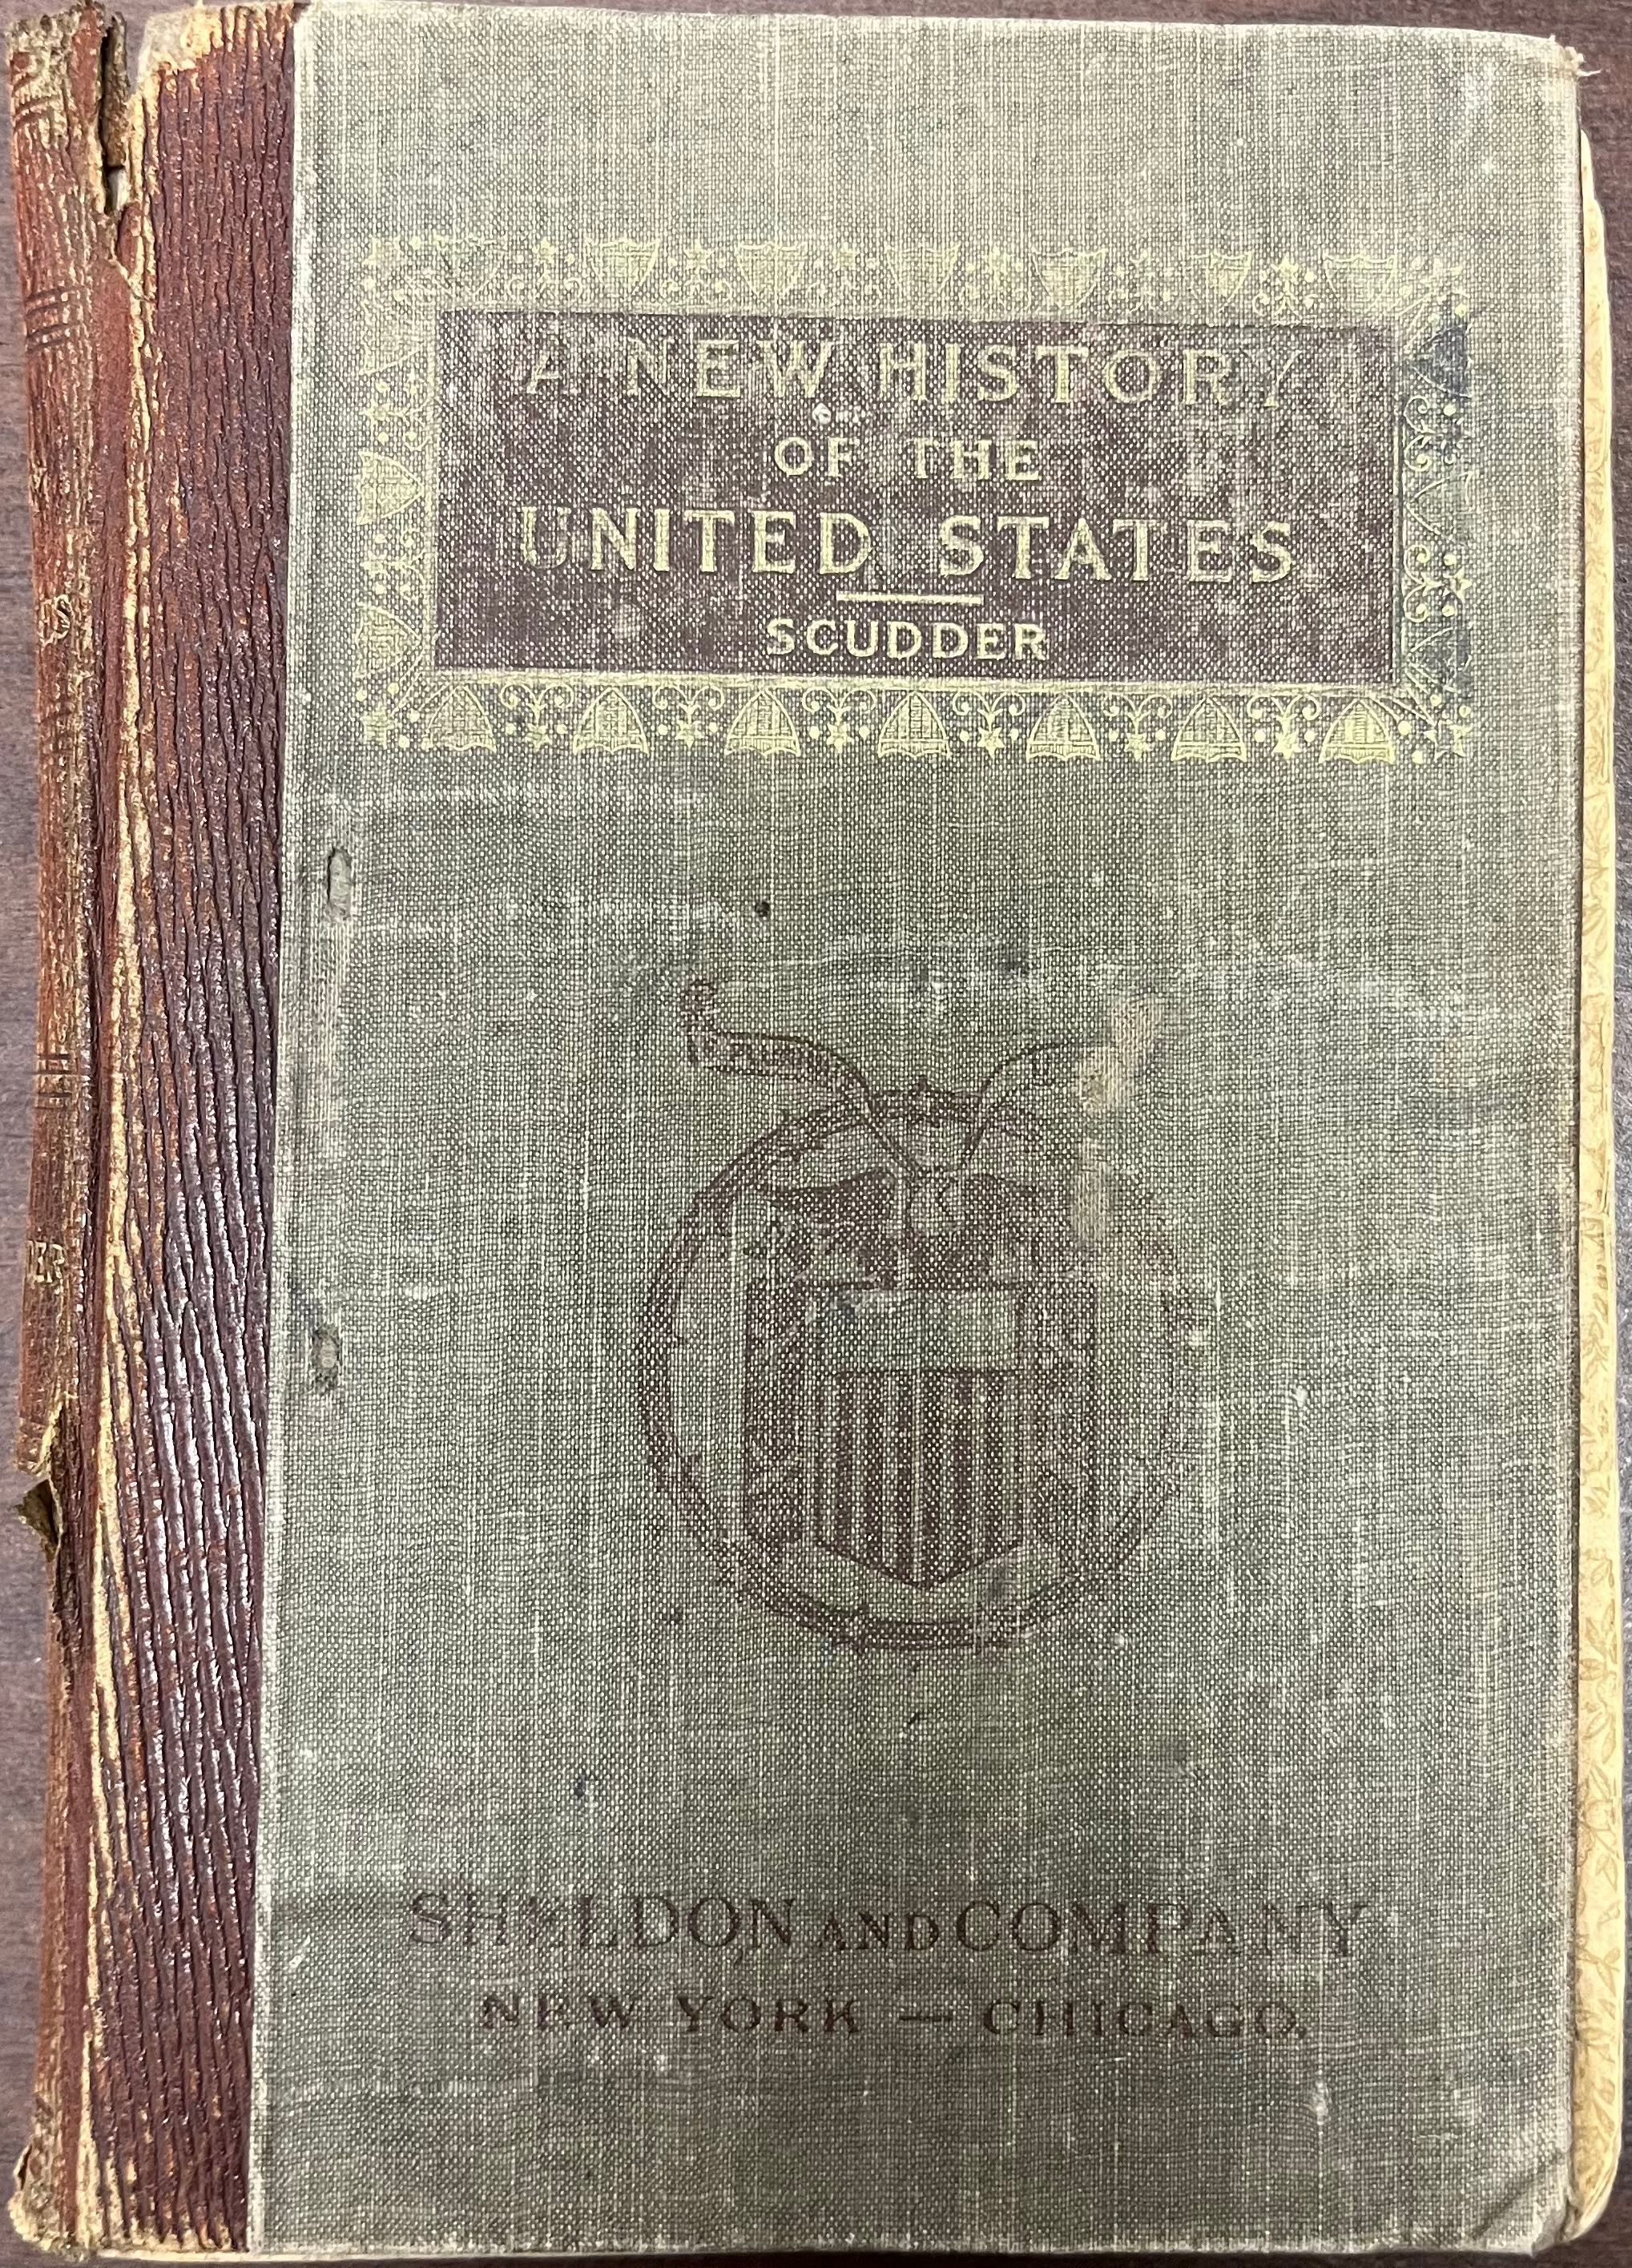 A NEW HISTORY
OF THE
UNITED STATES
SCUDDER
SHELDON AND COMPANY
NEW YORK — CHICAGO.